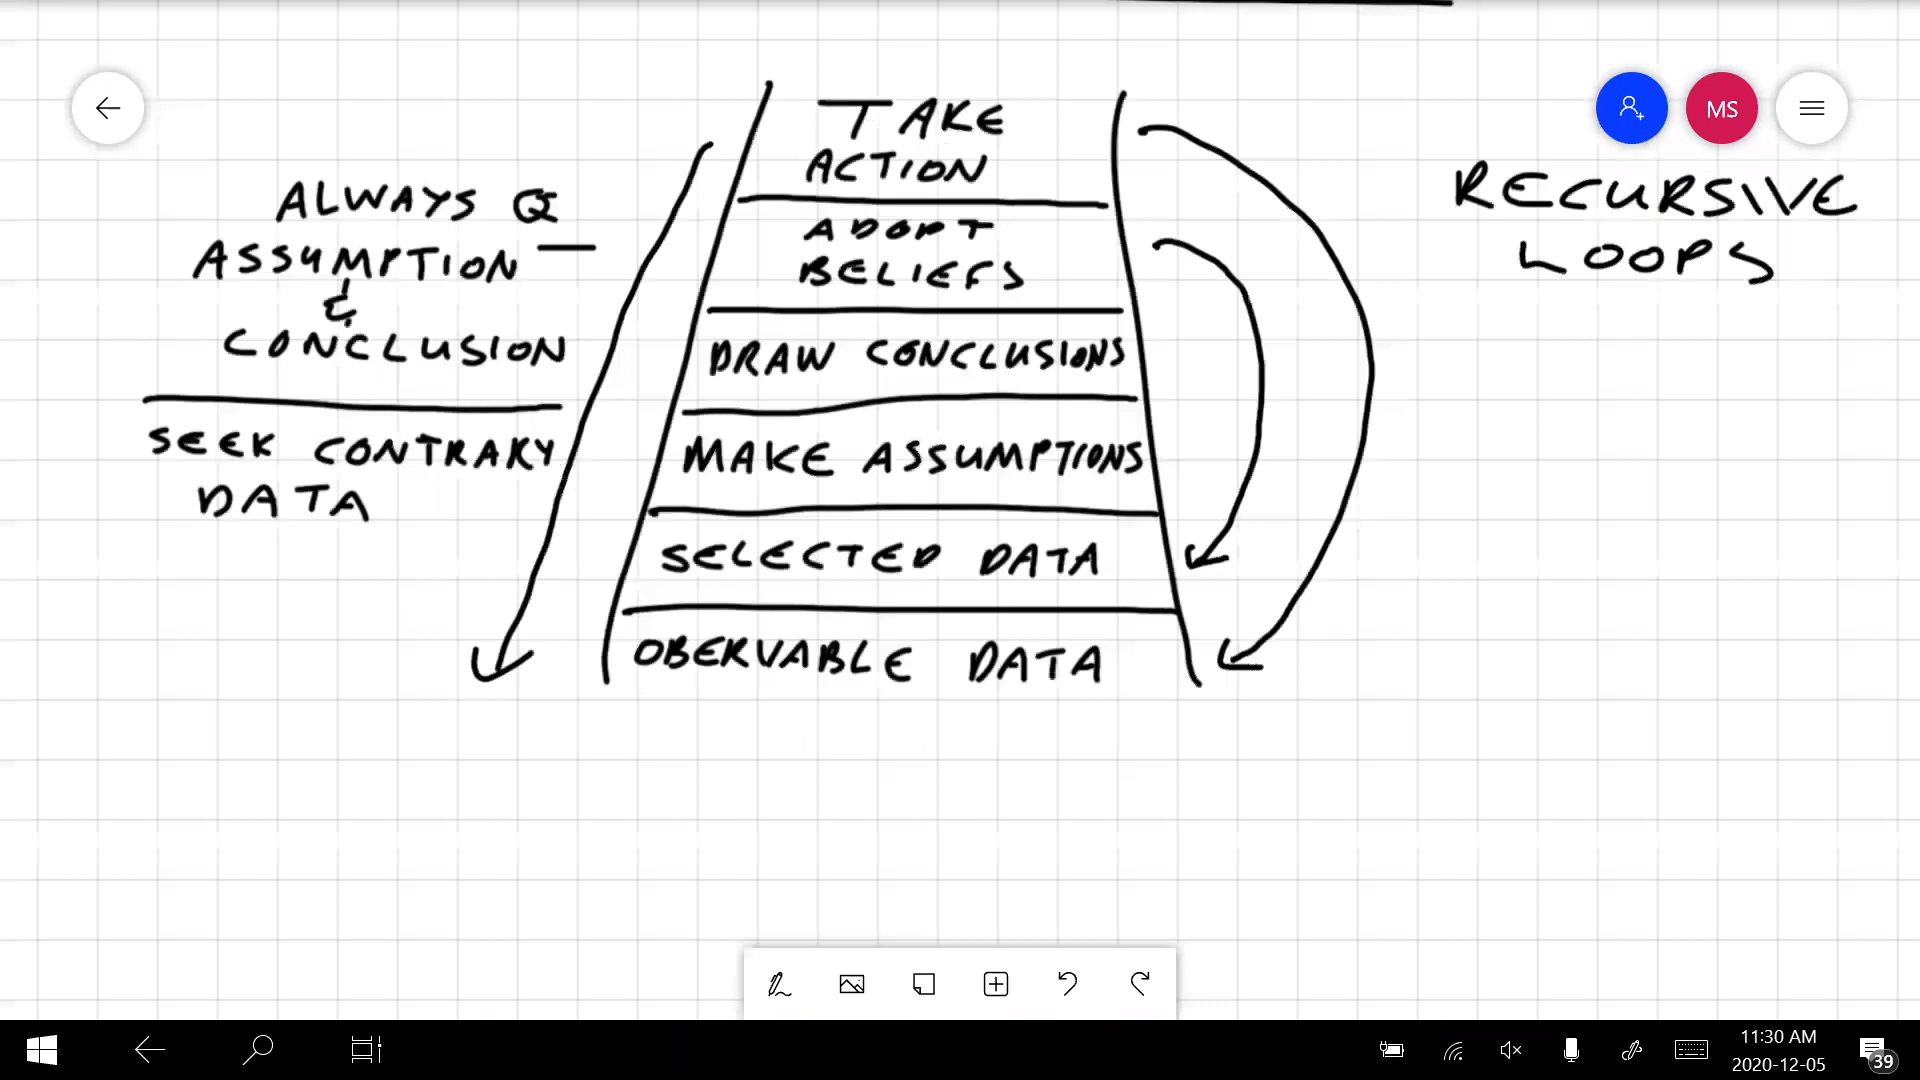 TAKE
ACTION
ADOPT
BELIEFS
DRAW CONCLUSIONS
MAKE ASSUMPTIONS
SELECTED DATA
OBERVABLE DATA
ALWAYS Q
ASSUMPTION
&
CONCLUSION
SEEK CONTRARY
DATA
RECURSIVE
LOOPS
MS
11:30 AM
2020-12-05
39